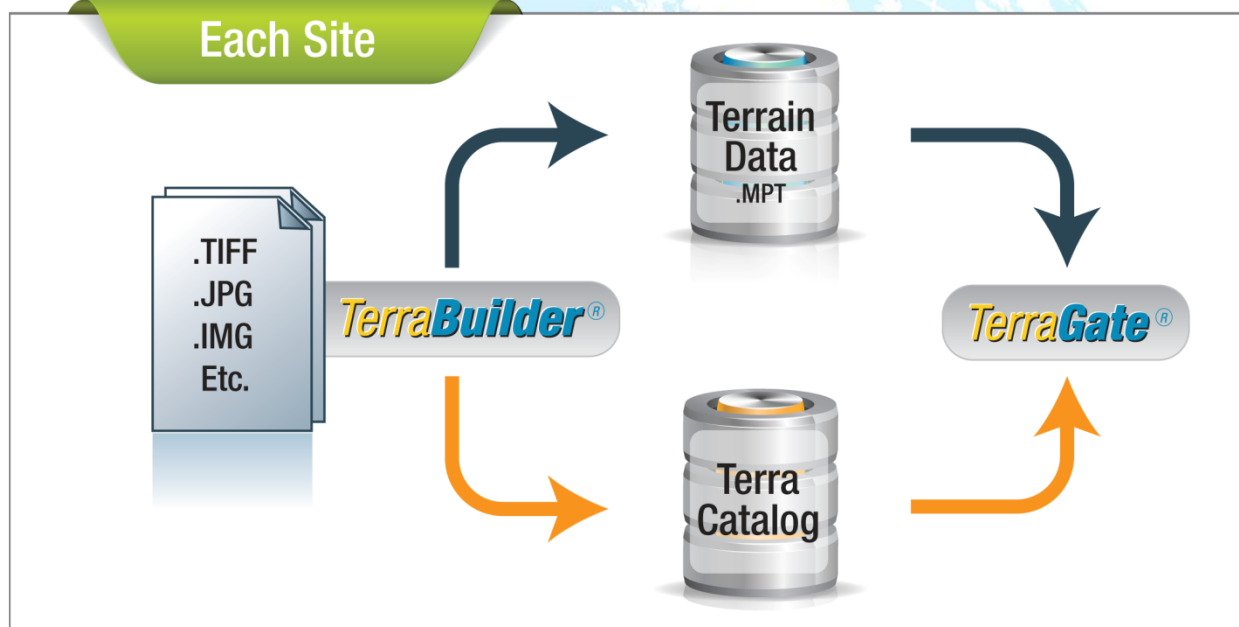 Each Site
.TIFF
.JPG
.IMG
Etc.
TerraBuilder®
Terrain
Data
.MPT
Terra
Catalog
TerraGate®